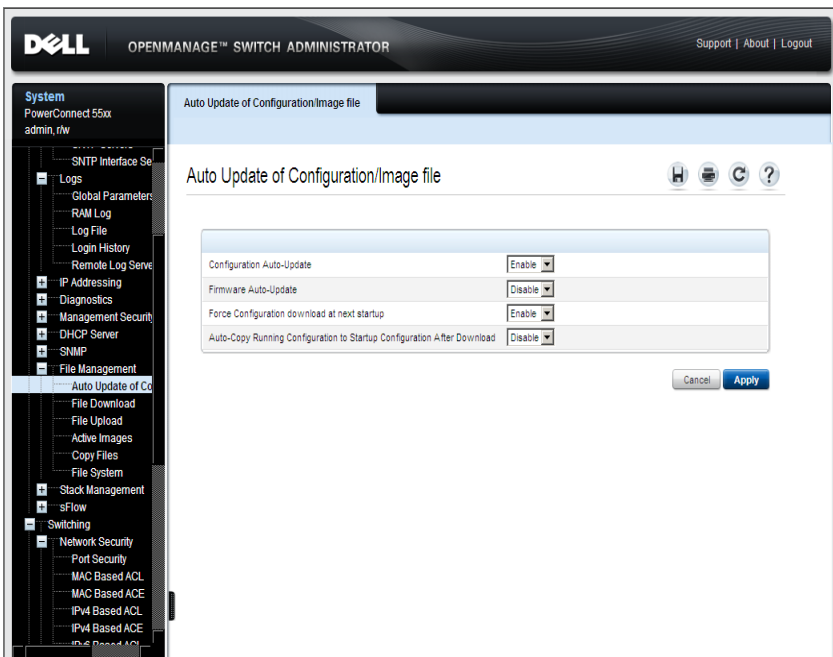 DELL OPENMANAGE™ SWITCH ADMINISTRATOR
Support | About | Logout
System
PowerConnect 55xx
admin, r/w
SNTP Interface Se
Logs
Global Parameters
RAM Log
Log File
Login History
Remote Log Serve
IP Addressing
Diagnostics
Management Securit
DHCP Server
SNMP
File Management
Auto Update of Co
File Download
File Upload
Active Images
Copy Files
File System
Stack Management
sFlow
Switching
Network Security
Port Security
MAC Based ACL
MAC Based ACE
IPv4 Based ACL
IPv4 Based ACE
Auto Update of Configuration/Image file
Auto Update of Configuration/Image file
Configuration Auto-Update Enable
Firmware Auto-Update Disable
Force Configuration download at next startup Enable
Auto-Copy Running Configuration to Startup Configuration After Download Disable
Cancel Apply